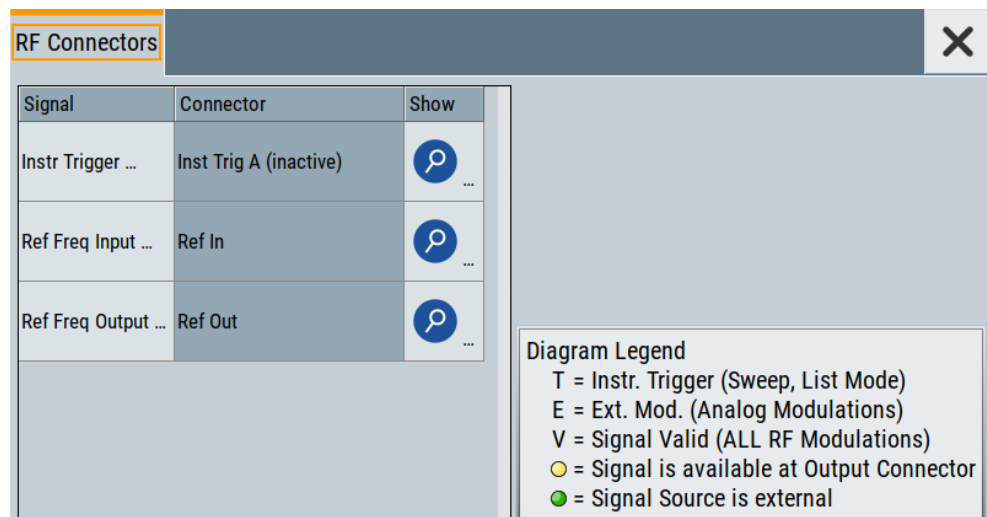 RF Connectors
Signal Connector Show
Instr Trigger ... Inst Trig A (inactive) ...
Ref Freq Input ... Ref In ...
Ref Freq Output ... Ref Out ...
Diagram Legend
T = Instr. Trigger (Sweep, List Mode)
E = Ext. Mod. (Analog Modulations)
V = Signal Valid (ALL RF Modulations)
= Signal is available at Output Connector
= Signal Source is external